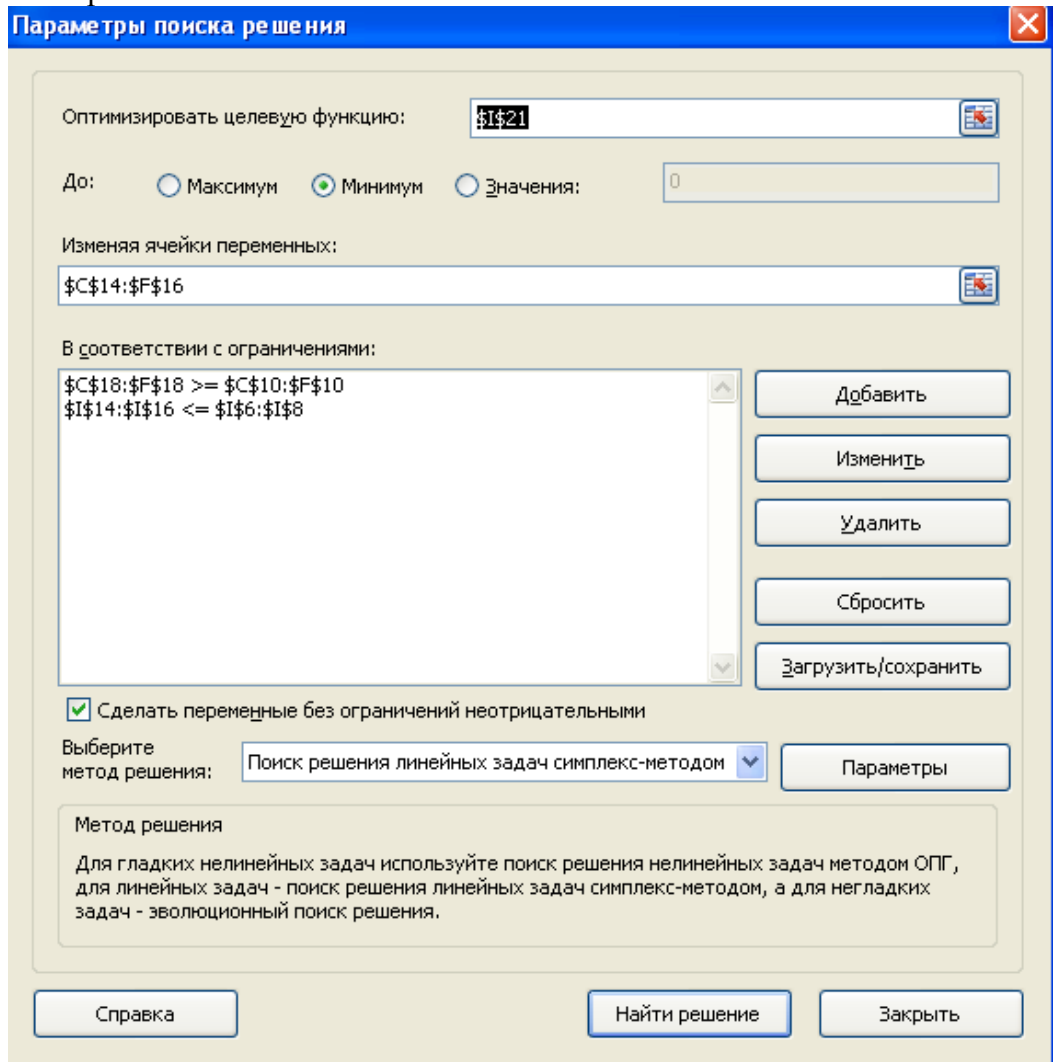 Параметры поиска решения
Оптимизировать целевую функцию:
$I$21
До:
Максимум
Минимум
Значения:
0
Изменяя ячейки переменных:
$C$14:$F$16
В соответствии с ограничениями:
$C$18:$F$18 >= $C$10:$F$10
$I$14:$I$16 <= $I$6:$I$8
Добавить
Изменить
Удалить
Сбросить
Загрузить/сохранить
Сделать переменные без ограничений неотрицательными
Выберите
метод решения:
Поиск решения линейных задач симплекс-методом
Параметры
Метод решения
Для гладких нелинейных задач используйте поиск решения нелинейных задач методом ОПГ,
для линейных задач - поиск решения линейных задач симплекс-методом, а для негладких
задач - эволюционный поиск решения.
Справка
Найти решение
Закрыть